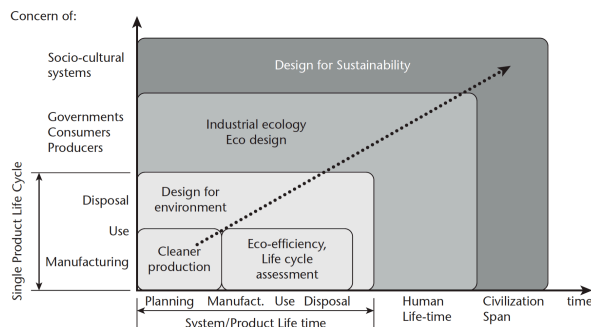 Concern of:
Socio-cultural
systems
Design for Sustainability
Governments
Consumers
Producers
Industrial ecology
Eco design
Single Product Life Cycle
Disposal
Use
Manufacturing
Design for
environment
Cleaner
production
Eco-efficiency,
Life cycle
assessment
Planning Manufact. Use Disposal
Human
Life-time
Civilization
Span
time
System/Product Life time